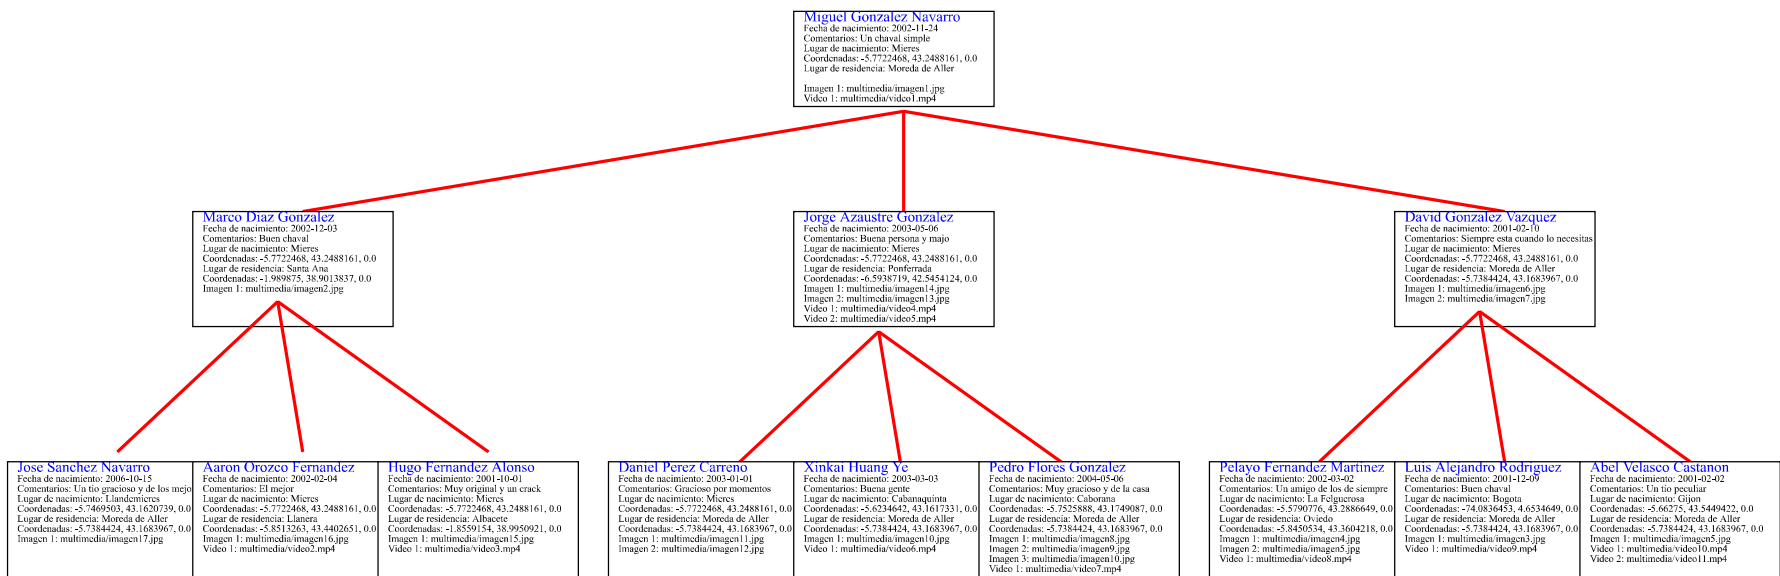 Miguel Gonzalez Navarro
Fecha de nacimiento: 2002-11-24
Comentarios: Un chaval simple
Lugar de nacimiento: Mieres
Coordenadas: -5.7722468, 43.2488161, 0.0
Lugar de residencia: Moreda de Aller
Imagen 1: multimedia/imagen1.jpg
Video 1: multimedia/video1.mp4
Marco Diaz Gonzalez
Fecha de nacimiento: 2002-12-03
Comentarios: Buen chaval
Lugar de nacimiento: Mieres
Coordenadas: -5.7722468, 43.2488161, 0.0
Lugar de residencia: Santa Ana
Coordenadas: -1.989875, 38.9013837, 0.0
Imagen 1: multimedia/imagen2.jpg
Jorge Azaustre Gonzalez
Fecha de nacimiento: 2003-05-06
Comentarios: Buena persona y majo
Lugar de nacimiento: Mieres
Coordenadas: -5.7722468, 43.2488161, 0.0
Lugar de residencia: Ponferrada
Coordenadas: -6.5938719, 42.5454124, 0.0
Imagen 1: multimedia/imagen14.jpg
Imagen 2: multimedia/imagen13.jpg
Video 1: multimedia/video4.mp4
Video 2: multimedia/video5.mp4
David Gonzalez Vazquez
Fecha de nacimiento: 2001-02-10
Comentarios: Siempre esta cuando lo necesitas
Lugar de nacimiento: Mieres
Coordenadas: -5.7722468, 43.2488161, 0.0
Lugar de residencia: Moreda de Aller
Coordenadas: -5.7384424, 43.1683967, 0.0
Imagen 1: multimedia/imagen6.jpg
Imagen 2: multimedia/imagen7.jpg
Jose Sanchez Navarro
Fecha de nacimiento: 2006-10-15
Comentarios: Un tio gracioso y de los mejo
Lugar de nacimiento: Llandemieres
Coordenadas: -5.7469503, 43.1620739, 0.0
Lugar de residencia: Moreda de Aller
Coordenadas: -5.7384424, 43.1683967, 0.0
Imagen 1: multimedia/imagen17.jpg
Aaron Orozco Fernandez
Fecha de nacimiento: 2002-02-04
Comentarios: El mejor
Lugar de nacimiento: Mieres
Coordenadas: -5.7722468, 43.2488161, 0.0
Lugar de residencia: Llanera
Coordenadas: -5.8513263, 43.4402651, 0.0
Imagen 1: multimedia/imagen16.jpg
Video 1: multimedia/video2.mp4
Hugo Fernandez Alonso
Fecha de nacimiento: 2001-10-01
Comentarios: Muy original y un crack
Lugar de nacimiento: Mieres
Coordenadas: -5.7722468, 43.2488161, 0.0
Lugar de residencia: Albacete
Coordenadas: -1.8559154, 38.9950921, 0.0
Imagen 1: multimedia/imagen15.jpg
Video 1: multimedia/video3.mp4
Daniel Perez Carreno
Fecha de nacimiento: 2003-01-01
Comentarios: Gracioso por momentos
Lugar de nacimiento: Mieres
Coordenadas: -5.7722468, 43.2488161, 0.0
Lugar de residencia: Moreda de Aller
Coordenadas: -5.7384424, 43.1683967, 0.0
Imagen 1: multimedia/imagen11.jpg
Imagen 2: multimedia/imagen12.jpg
Xinkai Huang Ye
Fecha de nacimiento: 2003-03-03
Comentarios: Buena gente
Lugar de nacimiento: Cabanaquinta
Coordenadas: -5.6234642, 43.1617331, 0.0
Lugar de residencia: Moreda de Aller
Coordenadas: -5.7384424, 43.1683967, 0.0
Imagen 1: multimedia/imagen10.jpg
Video 1: multimedia/video6.mp4
Pedro Flores Gonzalez
Fecha de nacimiento: 2004-05-06
Comentarios: Muy gracioso y de la casa
Lugar de nacimiento: Caborana
Coordenadas: -5.7525888, 43.1749087, 0.0
Lugar de residencia: Moreda de Aller
Coordenadas: -5.7384424, 43.1683967, 0.0
Imagen 1: multimedia/imagen8.jpg
Imagen 2: multimedia/imagen9.jpg
Imagen 3: multimedia/imagen10.jpg
Video 1: multimedia/video7.mp4
Pelayo Fernandez Martinez
Fecha de nacimiento: 2002-03-02
Comentarios: Un amigo de los de siempre
Lugar de nacimiento: La Felguerosa
Coordenadas: -5.5790776, 43.2886649, 0.0
Lugar de residencia: Oviedo
Coordenadas: -5.8450534, 43.3604218, 0.0
Imagen 1: multimedia/imagen4.jpg
Imagen 2: multimedia/imagen5.jpg
Video 1: multimedia/video8.mp4
Luis Alejandro Rodriguez
Fecha de nacimiento: 2001-12-09
Comentarios: Buen chaval
Lugar de nacimiento: Bogota
Coordenadas: -74.0836453, 4.6534649, 0.0
Lugar de residencia: Moreda de Aller
Coordenadas: -5.7384424, 43.1683967, 0.0
Imagen 1: multimedia/imagen3.jpg
Video 1: multimedia/video9.mp4
Abel Velasco Castanon
Fecha de nacimiento: 2001-02-02
Comentarios: Un tio peculiar
Lugar de nacimiento: Gijon
Coordenadas: -5.66275, 43.5449422, 0.0
Lugar de residencia: Moreda de Aller
Coordenadas: -5.7384424, 43.1683967, 0.0
Imagen 1: multimedia/imagen5.jpg
Video 1: multimedia/video10.mp4
Video 2: multimedia/video11.mp4